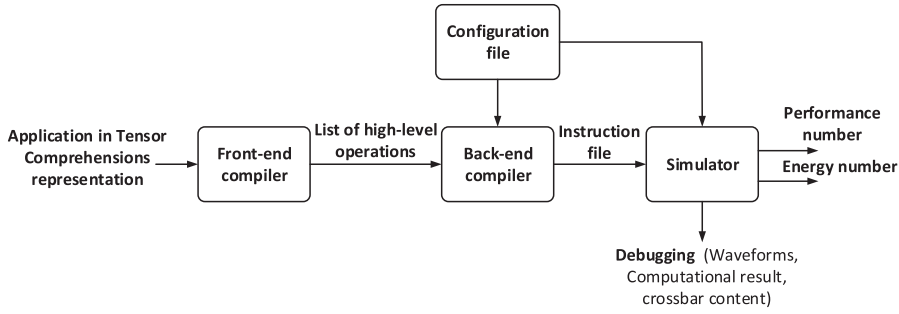 Configuration
file
Application in Tensor
Comprehensions
representation
Front-end
compiler
List of high-level
operations
Back-end
compiler
Instruction
file
Simulator
Performance
number
Energy number
Debugging (Waveforms,
Computational result,
crossbar content)